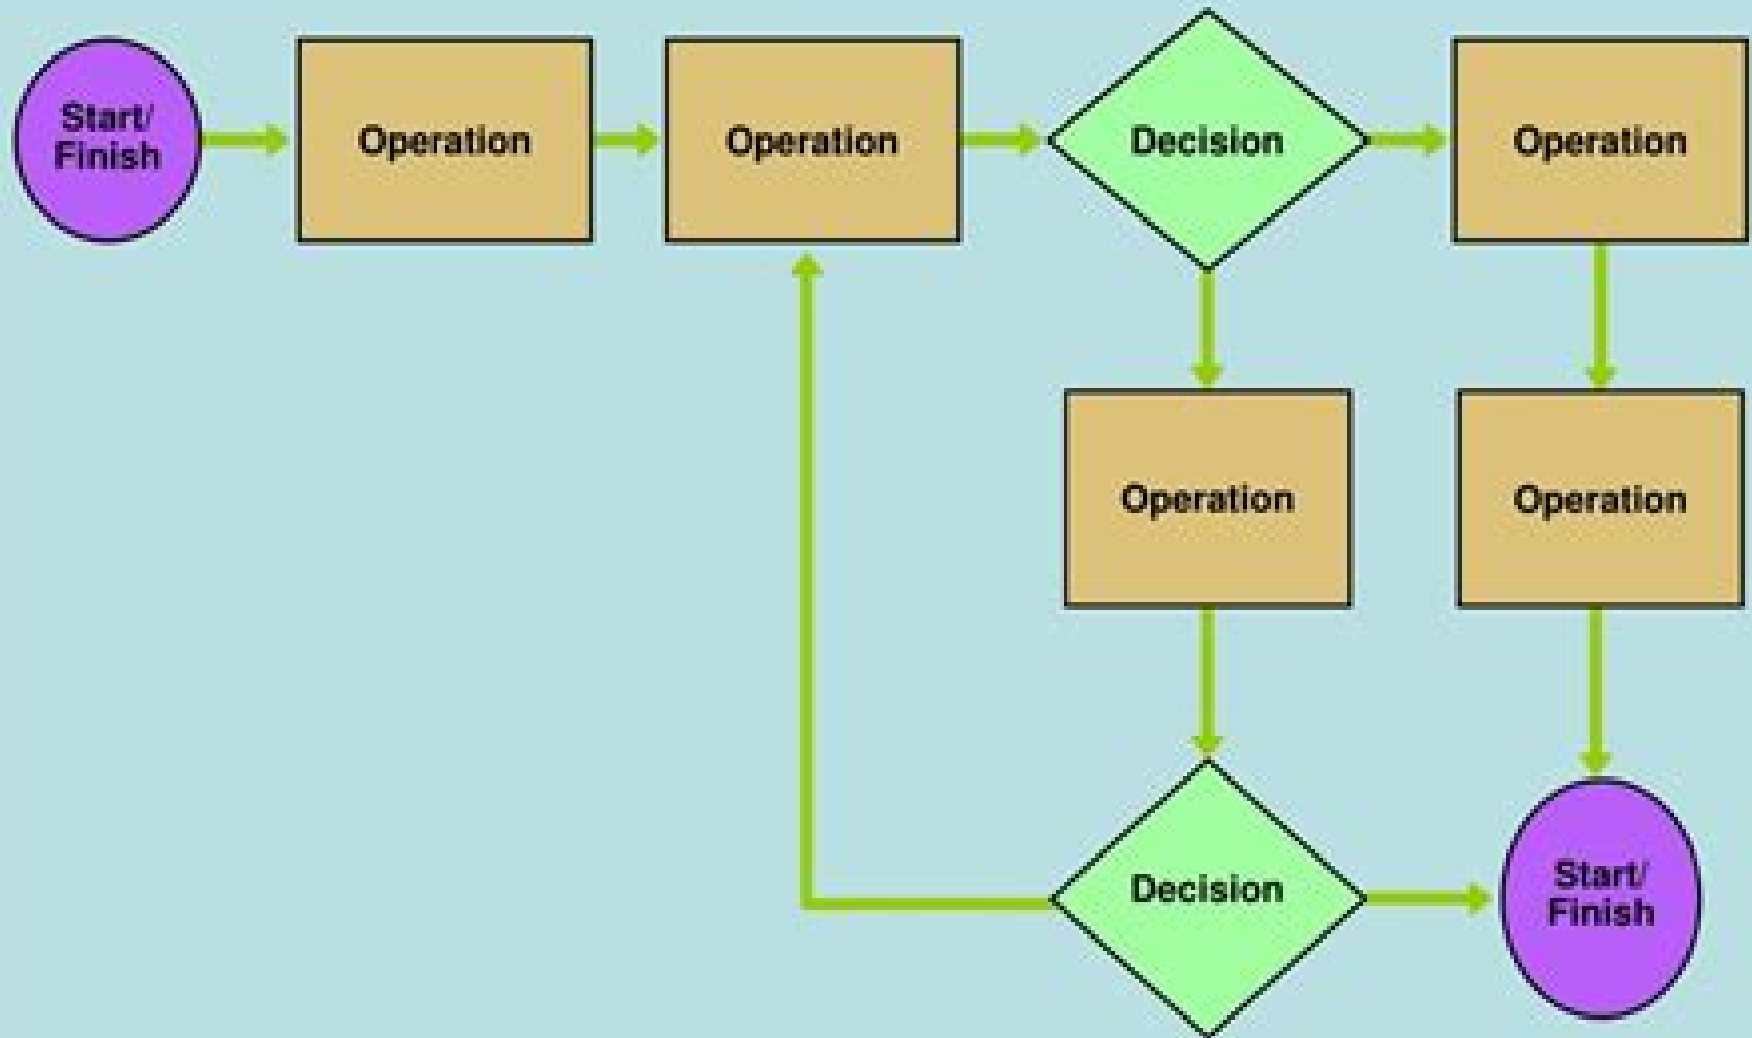 Start/
Finish
Operation
Operation
Decision
Operation
Operation
Operation
Decision
Start/
Finish